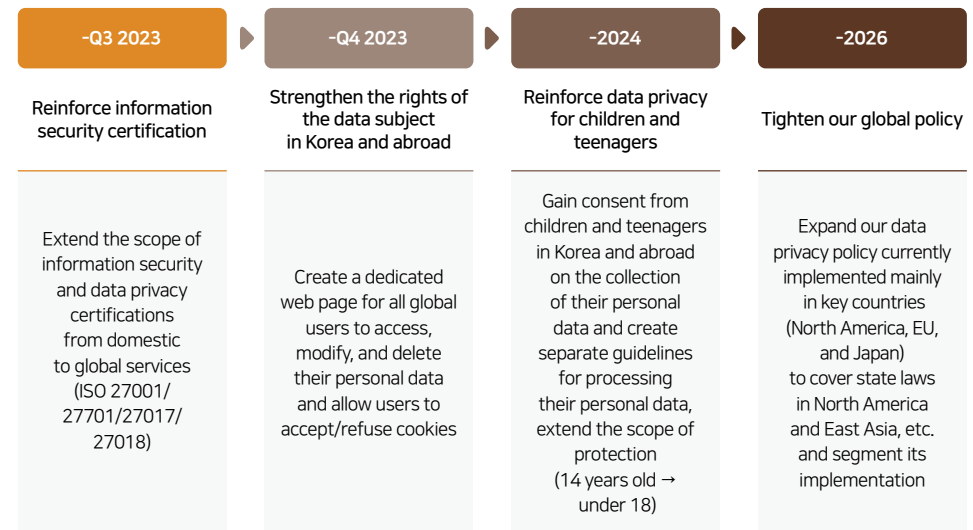 -Q3 2023
Reinforce information
security certification
Extend the scope of
information security
and data privacy
certifications
from domestic
to global services
(ISO 27001/
27701/27017/
27018)
-Q4 2023
Strengthen the rights of
the data subject
in Korea and abroad
Create a dedicated
web page for all global
users to access,
modify, and delete
their personal data
and allow users to
accept/refuse cookies
-2024
Reinforce data privacy
for children and
teenagers
Gain consent from
children and teenagers
in Korea and abroad
on the collection
of their personal
data and create
separate guidelines
for processing
their personal data,
extend the scope of
protection
(14 years old →
under 18)
-2026
Tighten our global policy
Expand our data
privacy policy currently
implemented mainly
in key countries
(North America, EU,
and Japan)
to cover state laws
in North America
and East Asia, etc.
and segment its
implementation